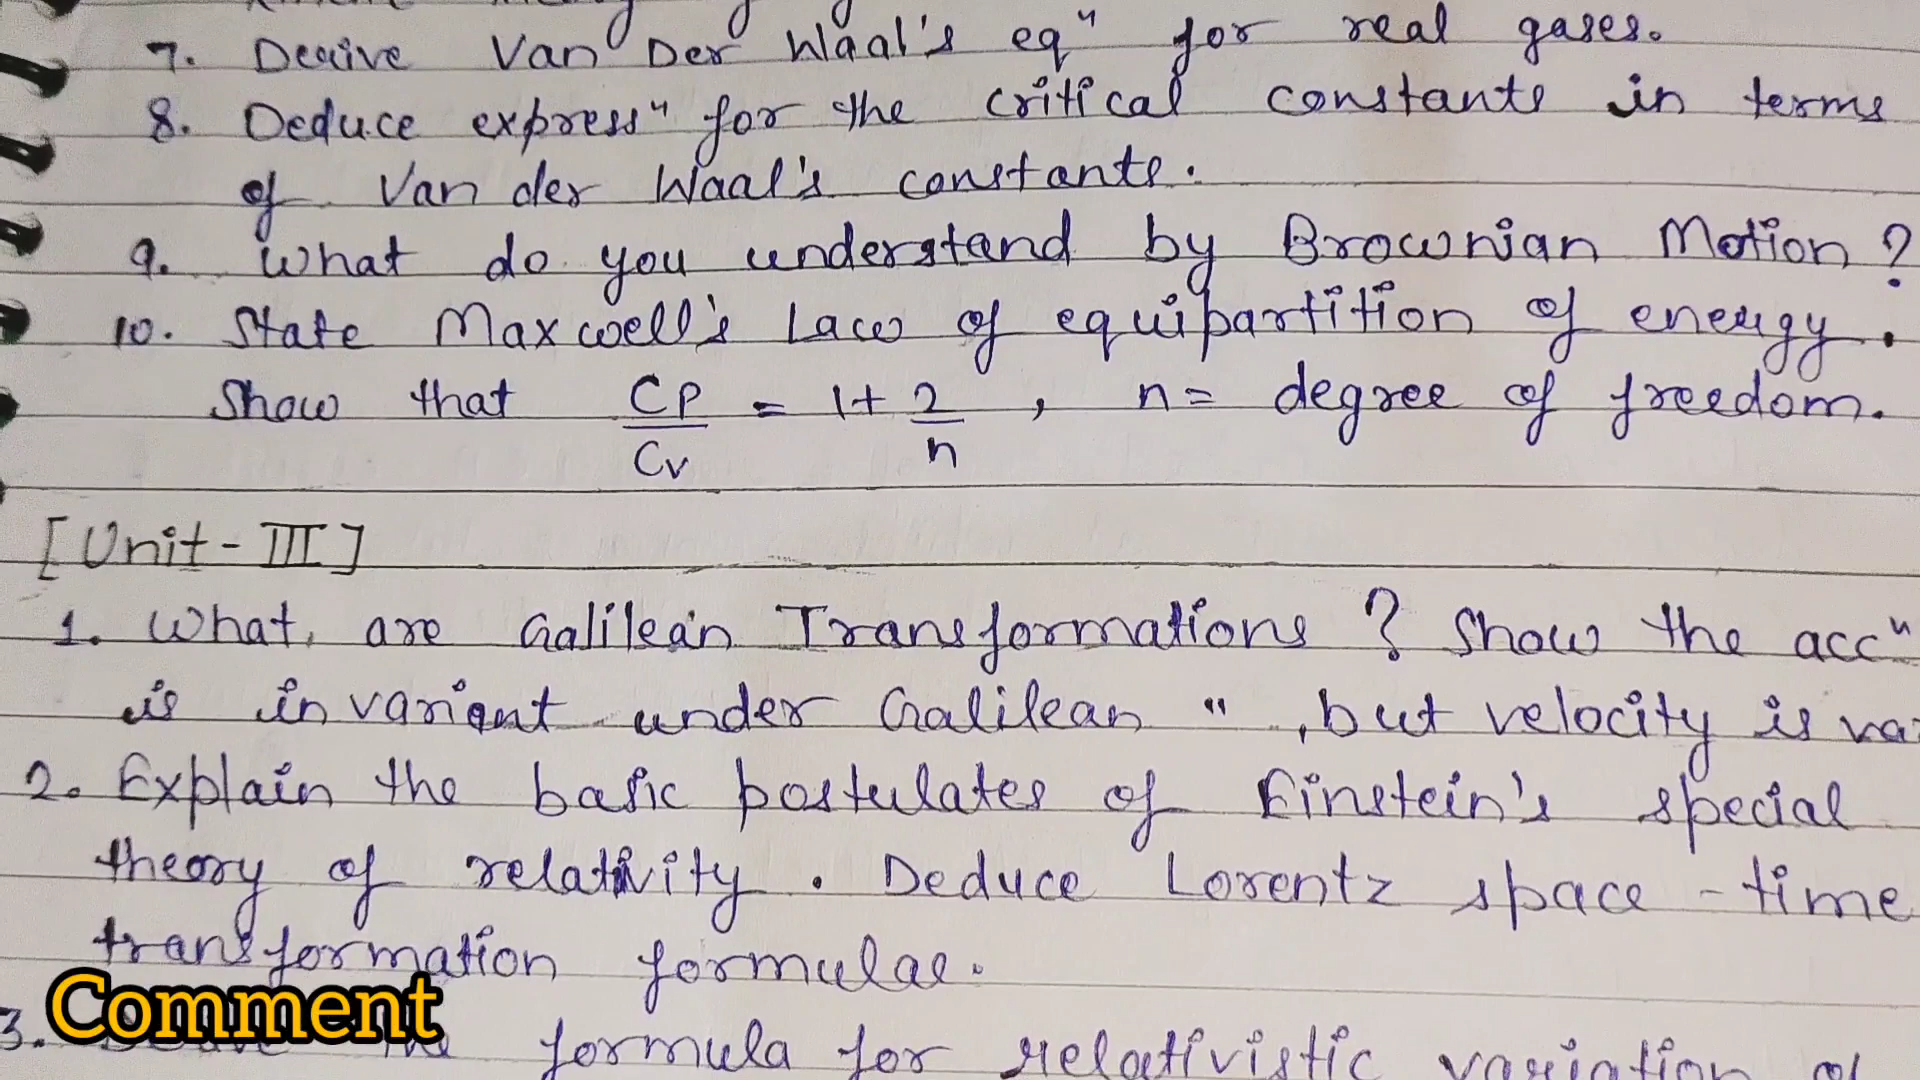 7. Derive Van Der Waal's eqⁿ for real gases.
8. Deduce expressⁿ for the critical constants in terms
of Van der Waal's constants.
9. What do you understand by Brownian Motion?
10. State Maxwell's Law of equipartition of energy.
Show that CP/Cv = 1+ 2/n, n= degree of freedom.
[Unit-III]
1. What are Galilean Transformations? Show the accⁿ
is invariant under Galilean ", but velocity is
2. Explain the basic postulates of Einstein's special
theory of relativity. Deduce Lorentz space-time
transformation formulae.
Comment
3. formula for relativistic variation of